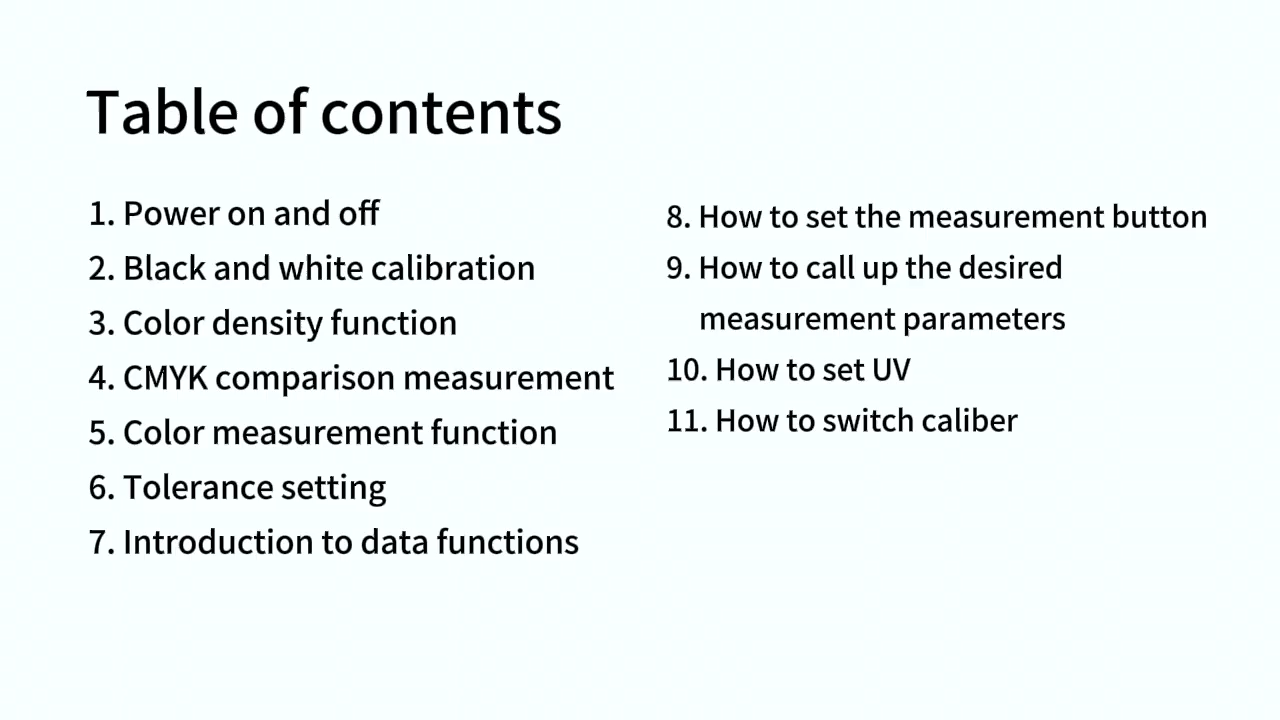 Table of contents
1. Power on and off
2. Black and white calibration
3. Color density function
4. CMYK comparison measurement
5. Color measurement function
6. Tolerance setting
7. Introduction to data functions
8. How to set the measurement button
9. How to call up the desired
measurement parameters
10. How to set UV
11. How to switch caliber